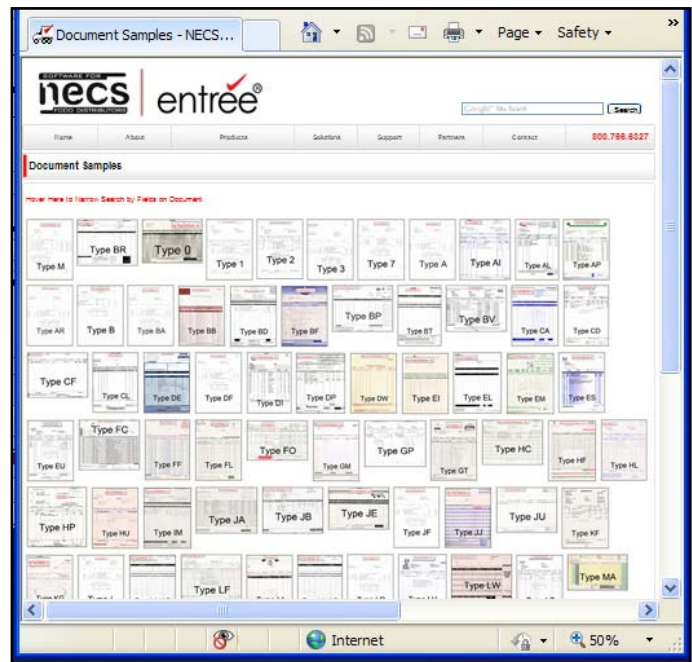 Document Samples - NECS...
Page
Safety
»
SOFTWARE FOR
necs
FOOD DISTRIBUTORS
entrée®
Google
Search
Home About Products Solutions Support Partners Contact 800.766.6327
Document Samples
Hover Here to Narrow Search by Fields on Document
Type M Type BR Type 0 Type 1 Type 2 Type 3 Type 7 Type A Type AI Type AL Type AP
Type AR Type B Type BA Type BB Type BD Type BF Type BP Type BT Type BV Type CA Type CD
Type CF Type CL Type DE Type DF Type DI Type DP Type DW Type EI Type EL Type EM Type ES
Type EU Type FC Type FF Type FL Type FO Type GM Type GP Type GT Type HC Type HF Type HL
Type HP Type HU Type IM Type JA Type JB Type JE Type JF Type JJ Type JU Type KF
Type LF Type LW Type MA
Internet
50%